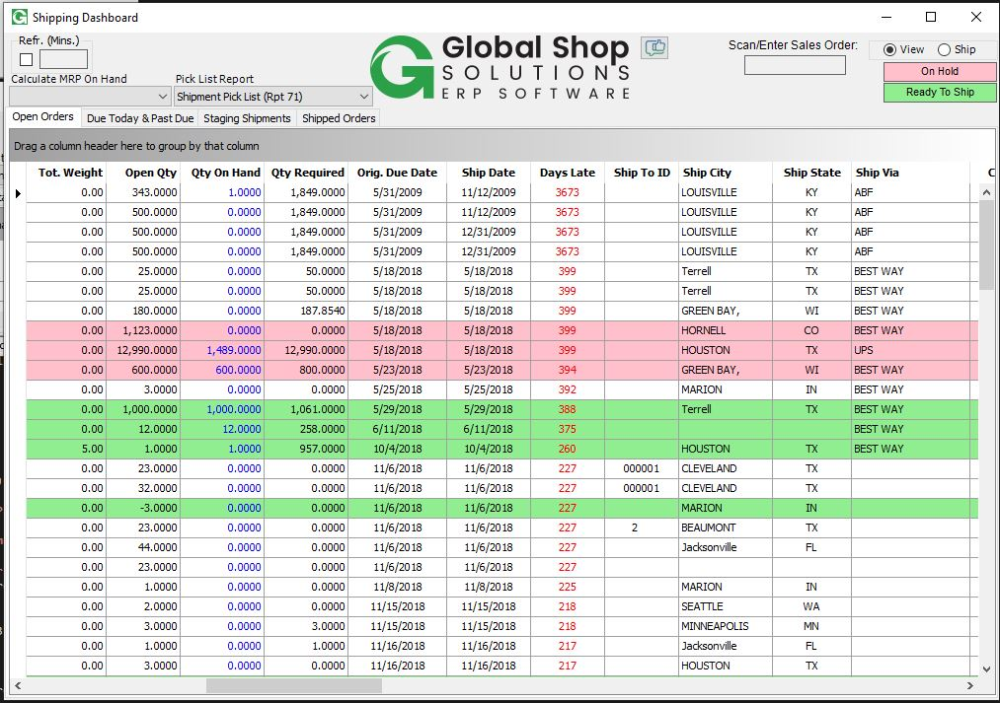 Shipping Dashboard
Refr. (Mins.)
Global Shop
SOLUTIONS
ERP SOFTWARE
Scan/Enter Sales Order:
View Ship
On Hold
Ready To Ship
Calculate MRP On Hand Pick List Report
Shipment Pick List (Rpt 71)
Open Orders Due Today & Past Due Staging Shipments Shipped Orders
Drag a column header here to group by that column
Tot. Weight Open Qty Qty On Hand Qty Required Orig. Due Date Ship Date Days Late Ship To ID Ship City Ship State Ship Via C
0.00 343.0000 1.0000 1,849.0000 5/31/2009 11/12/2009 3673 LOUISVILLE KY ABF
0.00 500.0000 0.0000 1,849.0000 5/31/2009 11/12/2009 3673 LOUISVILLE KY ABF
0.00 500.0000 0.0000 1,849.0000 5/31/2009 12/31/2009 3673 LOUISVILLE KY ABF
0.00 500.0000 0.0000 1,849.0000 5/31/2009 12/31/2009 3673 LOUISVILLE KY ABF
0.00 25.0000 0.0000 50.0000 5/18/2018 5/18/2018 399 Terrell TX BEST WAY
0.00 25.0000 0.0000 50.0000 5/18/2018 5/18/2018 399 Terrell TX BEST WAY
0.00 180.0000 0.0000 187.8540 5/18/2018 5/18/2018 399 GREEN BAY, WI BEST WAY
0.00 1,123.0000 0.0000 0.0000 5/18/2018 5/18/2018 399 HORNELL CO BEST WAY
0.00 12,990.0000 1,489.0000 12,990.0000 5/18/2018 5/18/2018 399 HOUSTON TX UPS
0.00 600.0000 600.0000 800.0000 5/23/2018 5/23/2018 394 GREEN BAY, WI BEST WAY
0.00 3.0000 0.0000 0.0000 5/25/2018 5/25/2018 392 MARION IN BEST WAY
0.00 1,000.0000 1,000.0000 1,061.0000 5/29/2018 5/29/2018 388 Terrell TX BEST WAY
0.00 12.0000 12.0000 258.0000 6/11/2018 6/11/2018 375 BEST WAY
5.00 1.0000 1.0000 957.0000 10/4/2018 10/4/2018 260 HOUSTON TX BEST WAY
0.00 23.0000 0.0000 0.0000 11/6/2018 11/6/2018 227 000001 CLEVELAND TX
0.00 32.0000 0.0000 0.0000 11/6/2018 11/6/2018 227 000001 CLEVELAND TX
0.00 -3.0000 0.0000 0.0000 11/6/2018 11/6/2018 227 MARION IN
0.00 23.0000 0.0000 0.0000 11/6/2018 11/6/2018 227 2 BEAUMONT TX
0.00 44.0000 0.0000 0.0000 11/6/2018 11/6/2018 227 Jacksonville FL
0.00 23.0000 0.0000 0.0000 11/6/2018 11/6/2018 227
0.00 1.0000 0.0000 0.0000 11/8/2018 11/8/2018 225 MARION IN
0.00 2.0000 0.0000 0.0000 11/15/2018 11/15/2018 218 SEATTLE WA
0.00 3.0000 0.0000 3.0000 11/15/2018 11/15/2018 218 MINNEAPOLIS MN
0.00 1.0000 0.0000 1.0000 11/16/2018 11/16/2018 217 Jacksonville FL
0.00 3.0000 0.0000 0.0000 11/16/2018 11/16/2018 217 HOUSTON TX